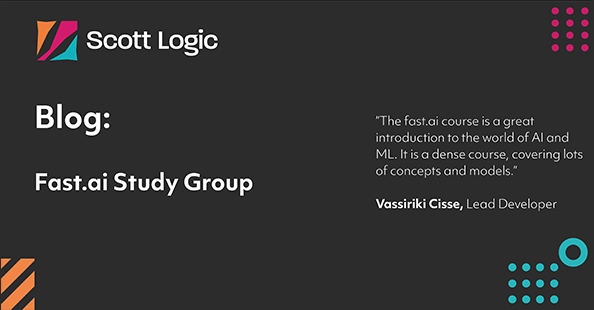 Scott Logic
Blog:
Fast.ai Study Group
"The fast.ai course is a great
introduction to the world of AI and
ML. It is a dense course, covering lots
of concepts and models."
Vassiriki Cisse, Lead Developer